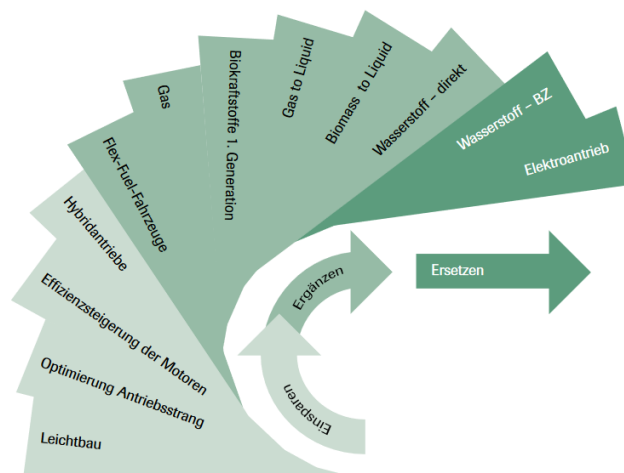 Leichtbau
Optimierung Antriebsstrang
Effizienzsteigerung der Motoren
Hybridantriebe
Flex-Fuel-Fahrzeuge
Gas
Biokraftstoffe 1. Generation
Gas to Liquid
Biomass to Liquid
Wasserstoff – direkt
Wasserstoff – BZ
Elektroantrieb
Einsparen
Ergänzen
Ersetzen